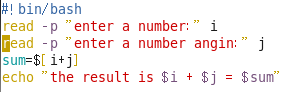 #! bin/bash
read -p "enter a number:" i
read -p "enter a number angin:" j
sum=$[ i+j]
echo "the result is $i + $j = $sum"